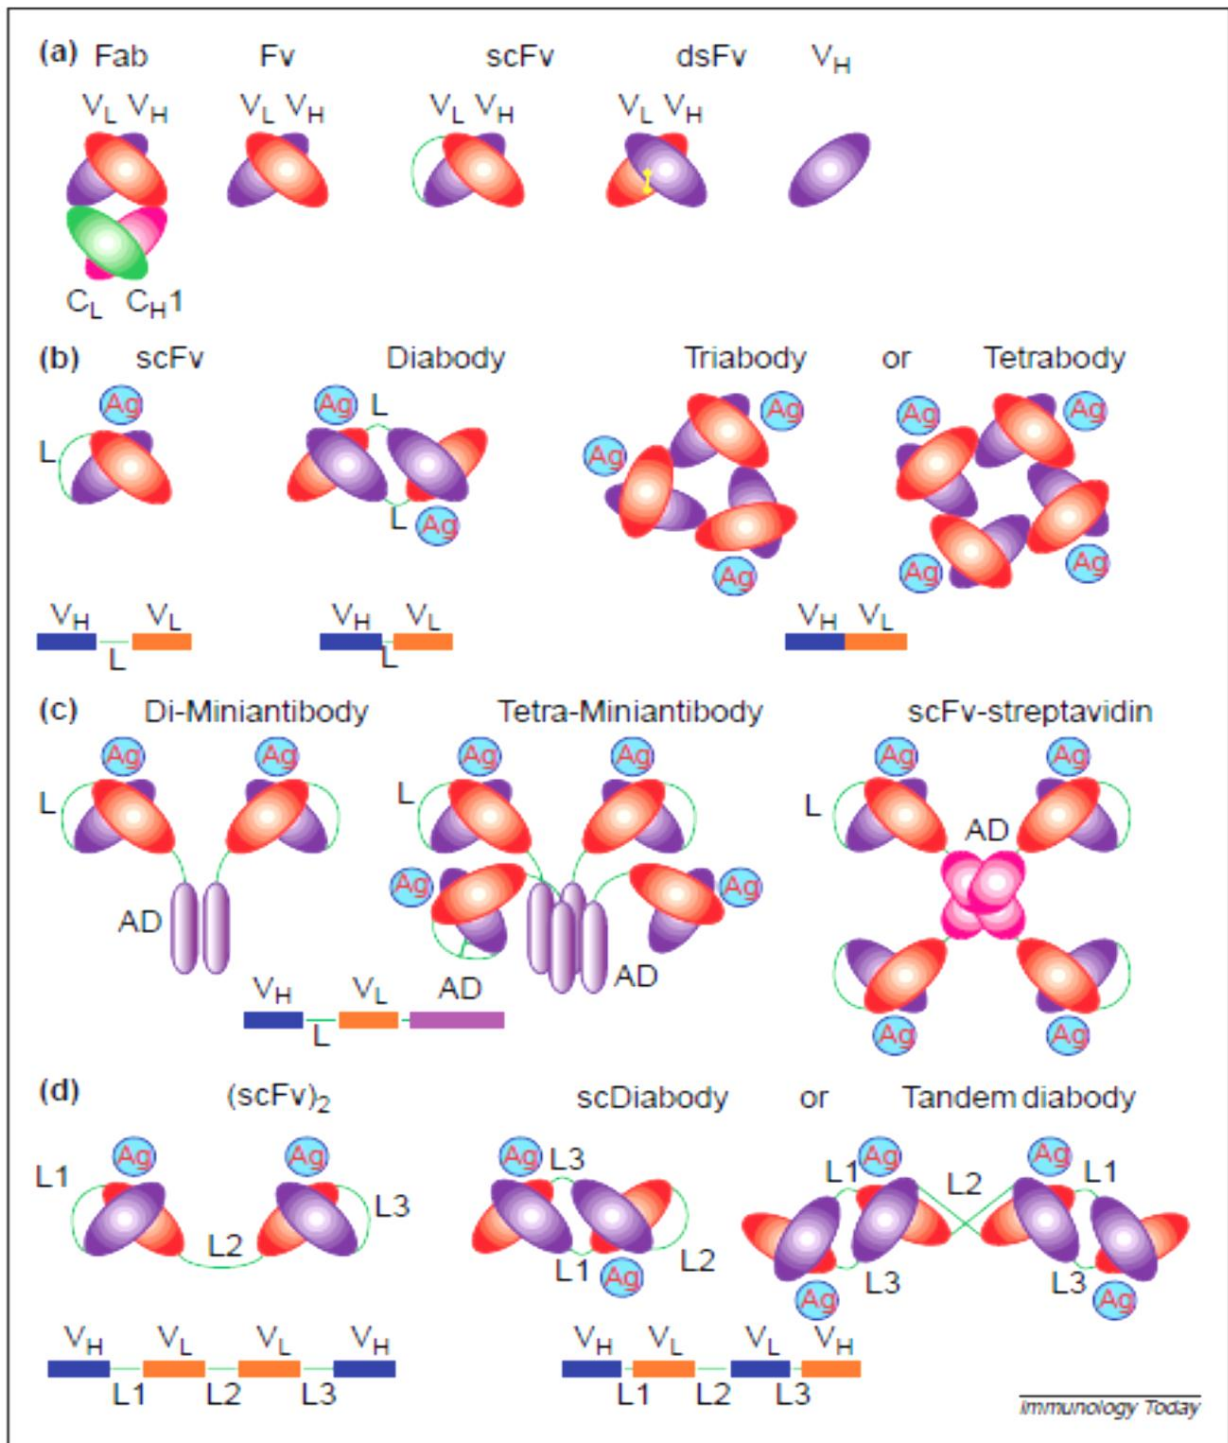 (a) Fab Fv scFv dsFv VH
VL VH VL VH VL VH VL VH
CL CH1
(b) scFv Diabody Triabody or Tetrabody
Ag Ag L Ag Ag Ag
L Ag
L Ag Ag Ag Ag
VH VL VH VL VH VL
L L
(c) Di-Miniantibody Tetra-Miniantibody scFv-streptavidin
Ag Ag Ag Ag Ag Ag
L L L AD
Ag Ag
AD AD
VH VL AD
L Ag Ag
(d) (scFv)2 scDiabody or Tandem diabody
Ag Ag Ag L3 L1 Ag L2 Ag L1
L1 L3
L2 L1 Ag L2 L3 L3
Ag Ag
VH VL VL VH VH VL VL VH
L1 L2 L3 L1 L2 L3
Immunology Today